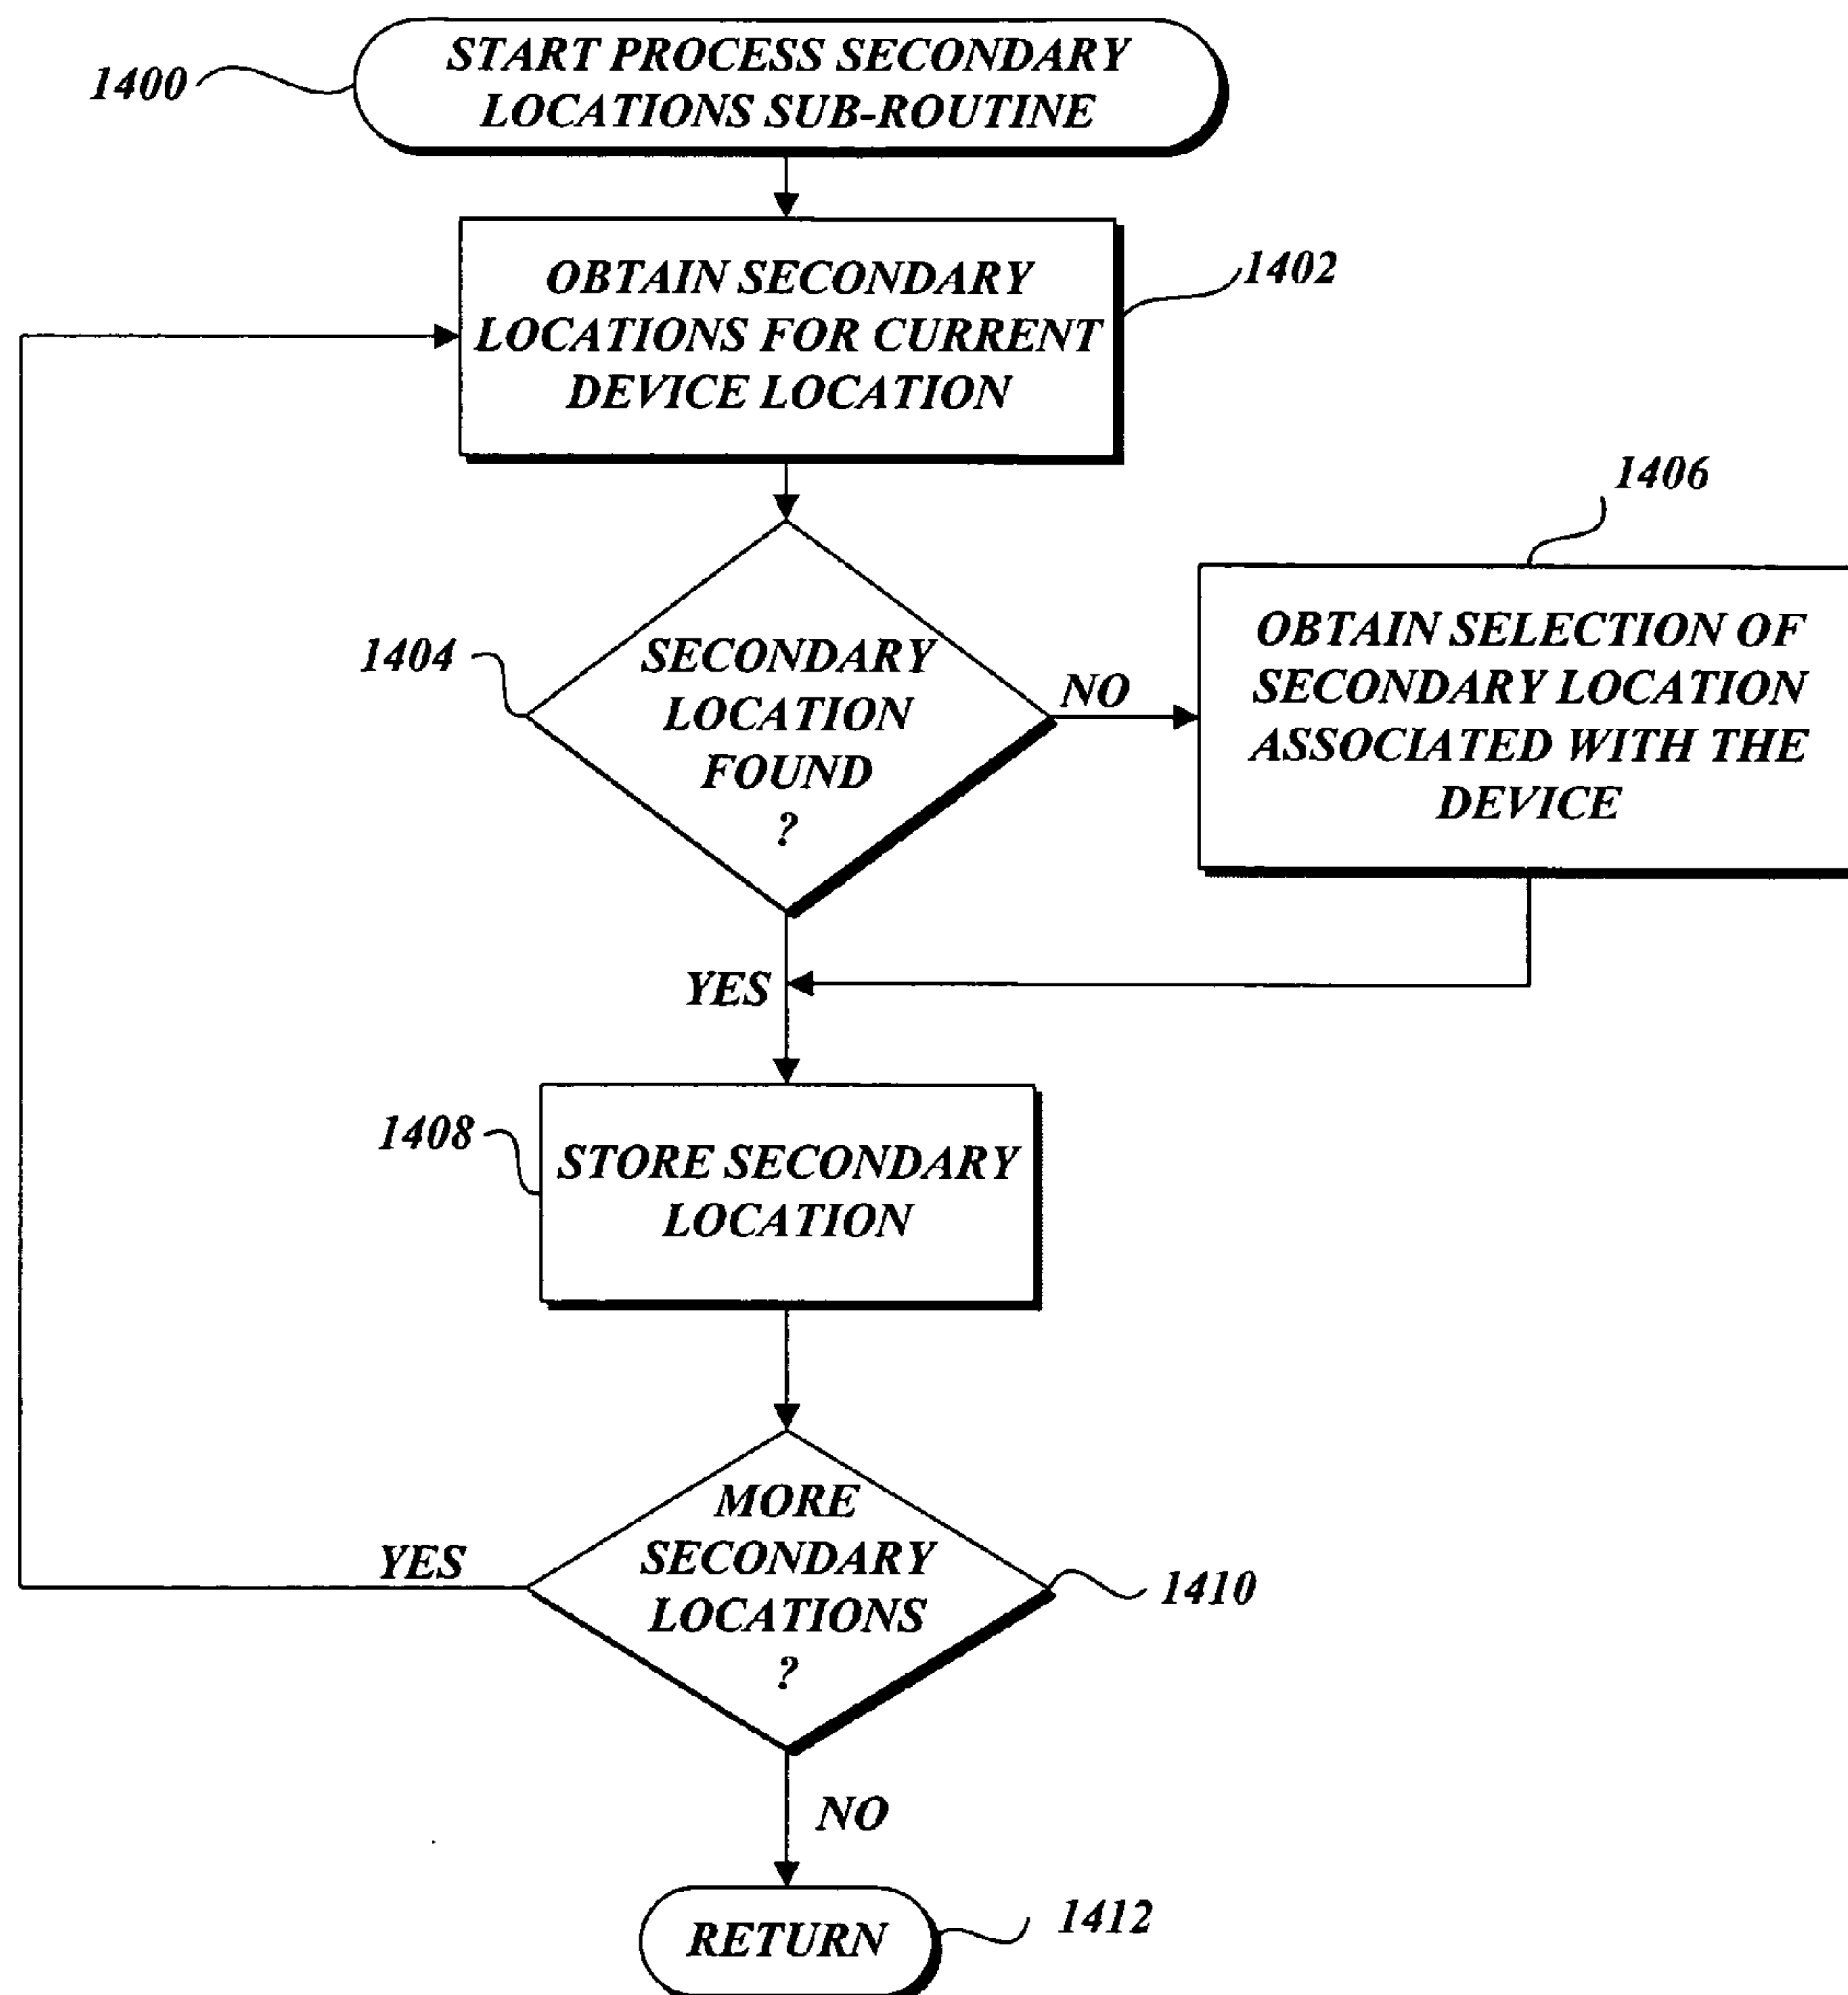 START PROCESS SECONDARY
LOCATIONS SUB-ROUTINE
1400
OBTAIN SECONDARY
LOCATIONS FOR CURRENT
DEVICE LOCATION
1402
1404
SECONDARY
LOCATION
FOUND
?
NO
1406
OBTAIN SELECTION OF
SECONDARY LOCATION
ASSOCIATED WITH THE
DEVICE
YES
1408
STORE SECONDARY
LOCATION
MORE
SECONDARY
LOCATIONS
?
YES
1410
NO
RETURN
1412